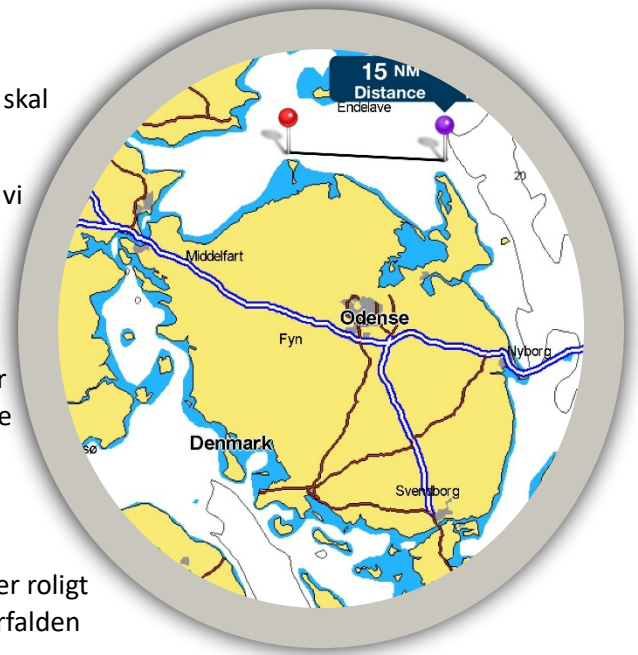 skal
vi
r
e
er roligt
rfalden
15 NM
Distance
Endelave
20
Middelfart
Odense
Fyn
Nyborg
Denmark
sø
Svendborg